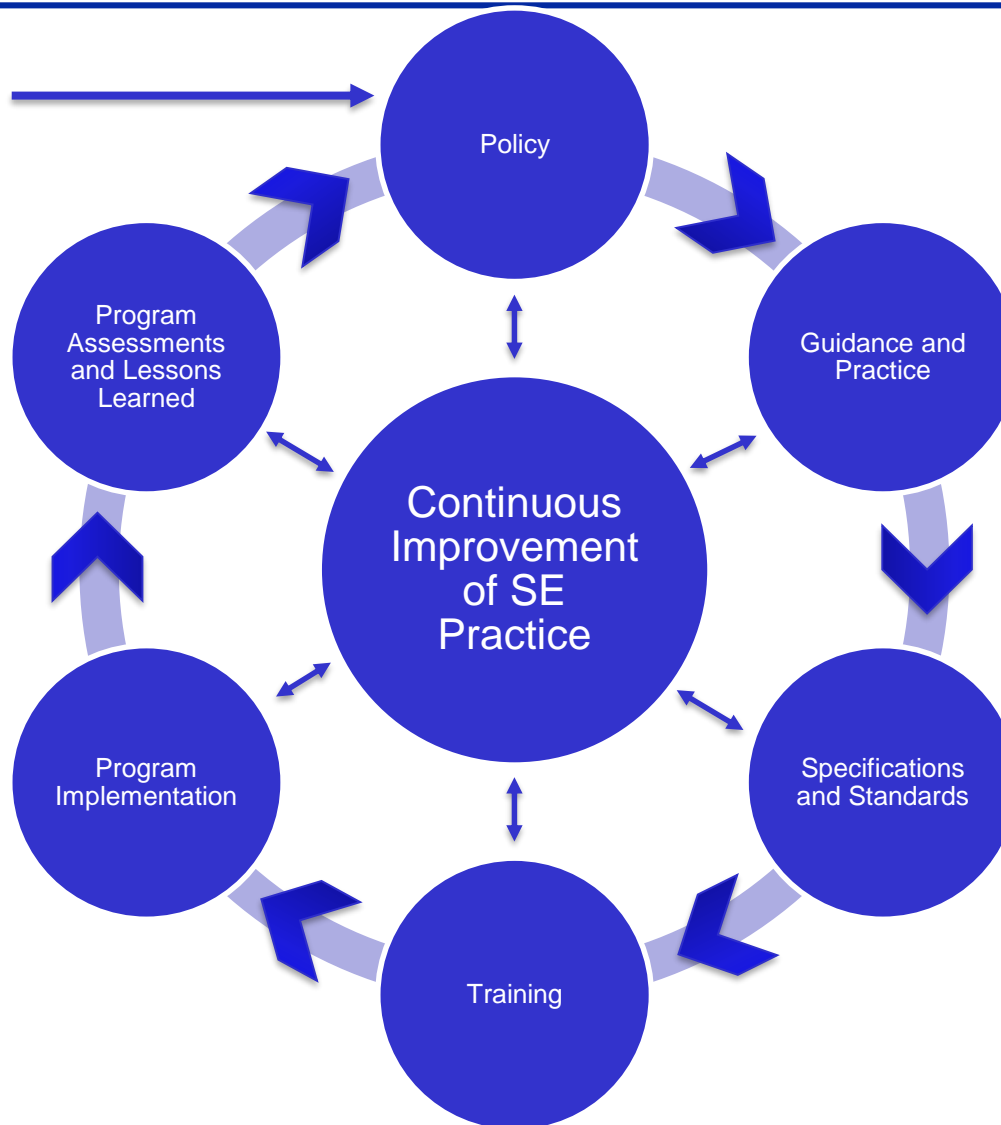 Policy
Guidance and
Practice
Specifications
and Standards
Training
Program
Implementation
Program
Assessments
and Lessons
Learned
Continuous
Improvement
of SE
Practice